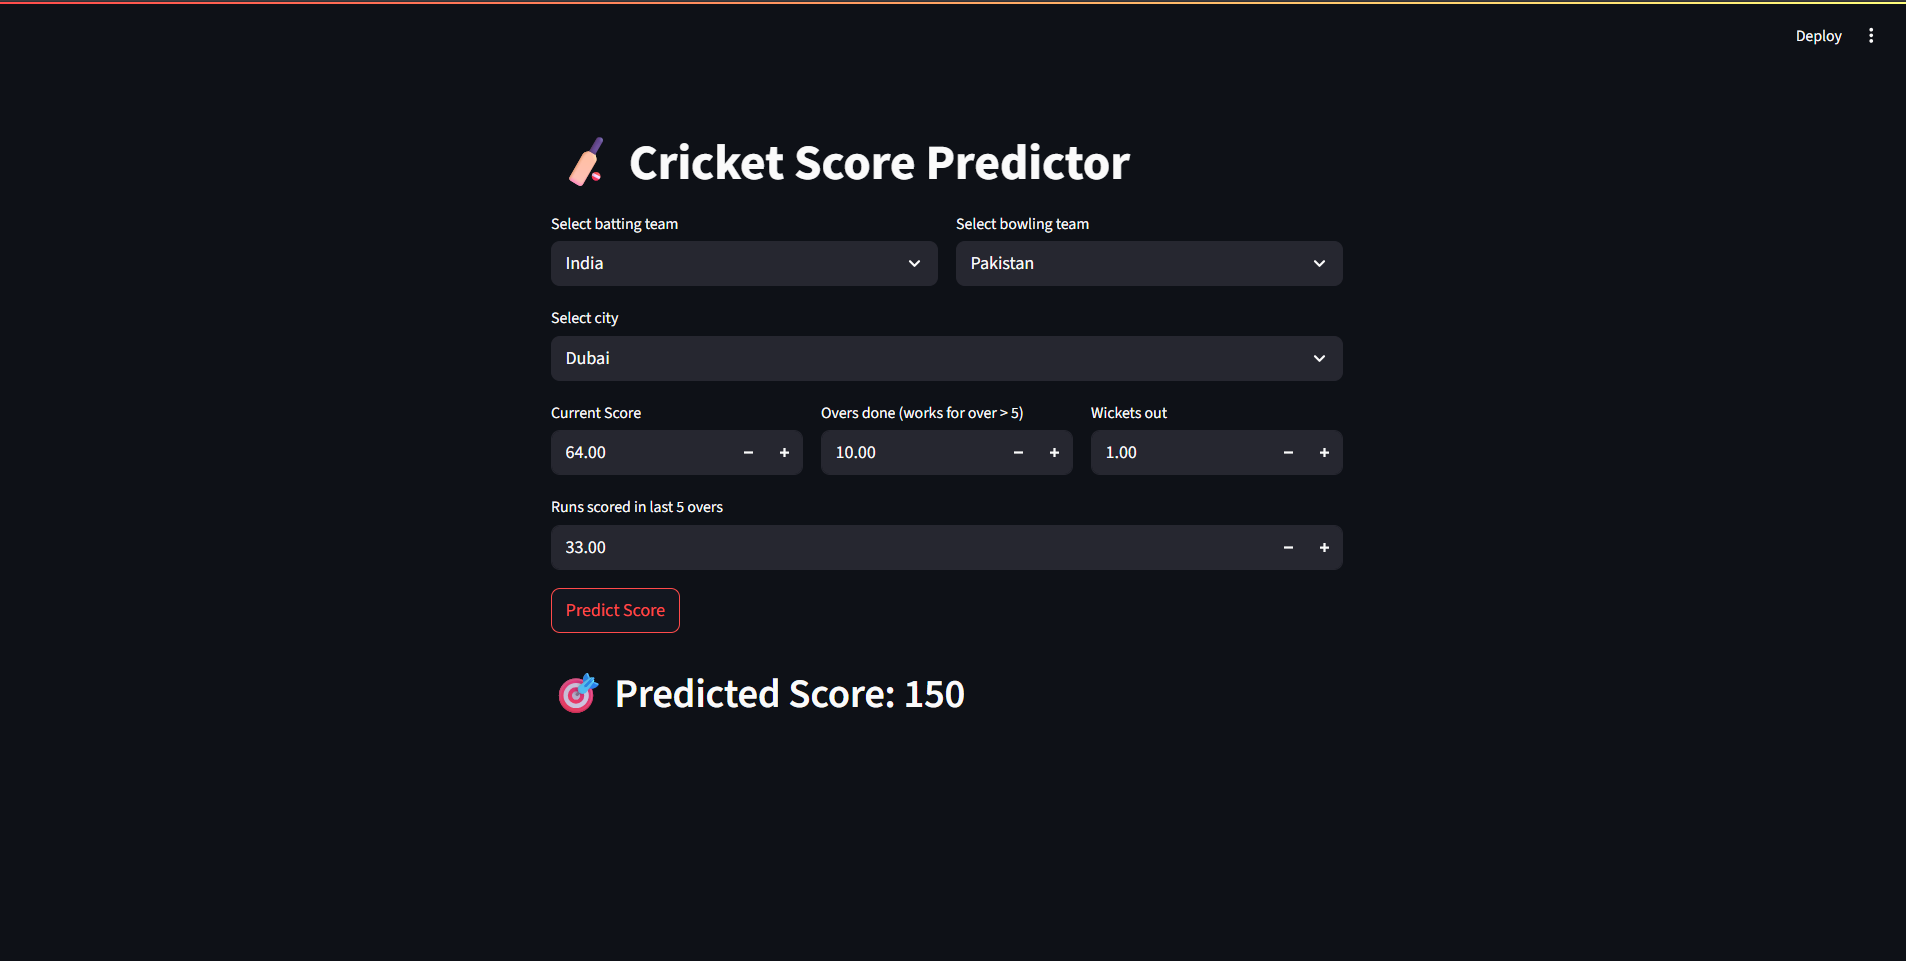 Deploy
Cricket Score Predictor
Select batting team
Select bowling team
India
Pakistan
Select city
Dubai
Current Score
Overs done (works for over > 5)
Wickets out
64.00
10.00
1.00
Runs scored in last 5 overs
33.00
Predict Score
Predicted Score: 150